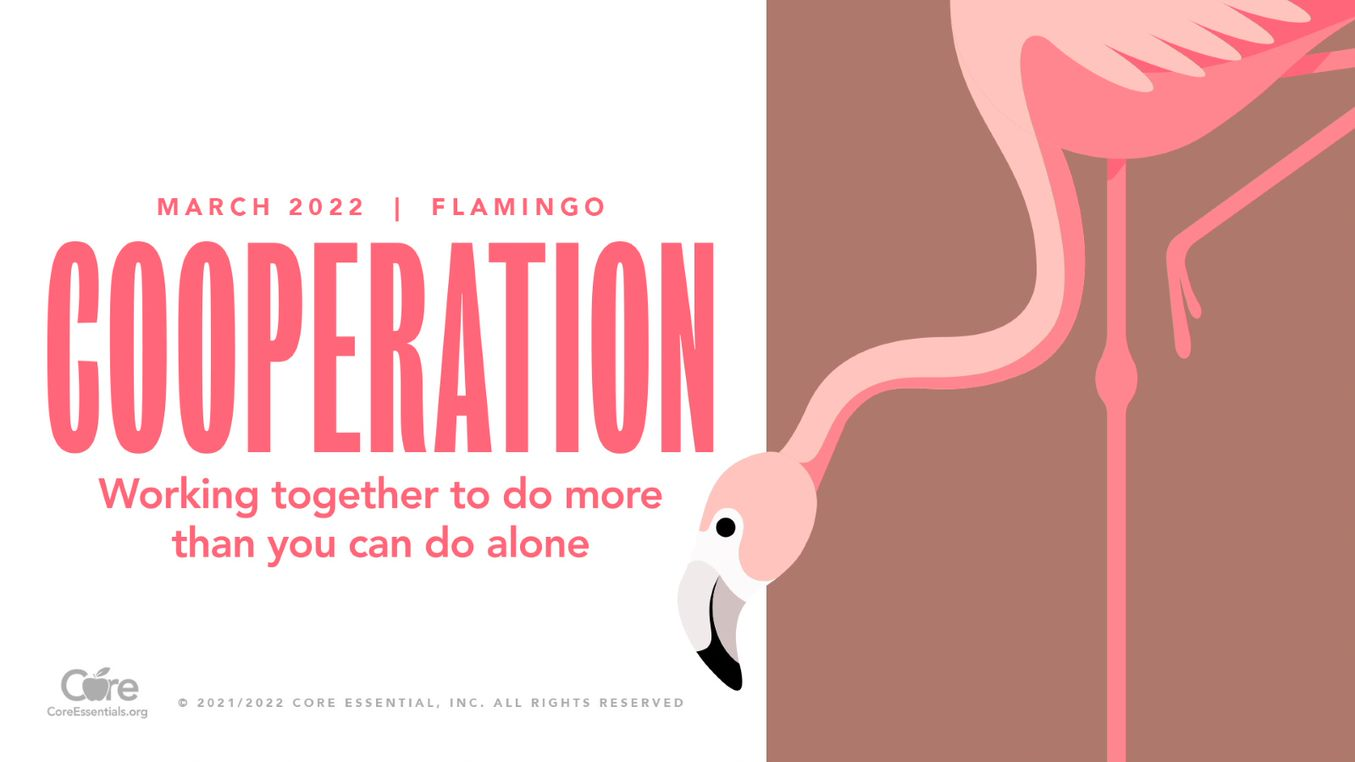 MARCH 2022 | FLAMINGO
COOPERATION
Working together to do more
than you can do alone
Core
CoreEssentials.org
© 2021/2022 CORE ESSENTIAL, INC. ALL RIGHTS RESERVED